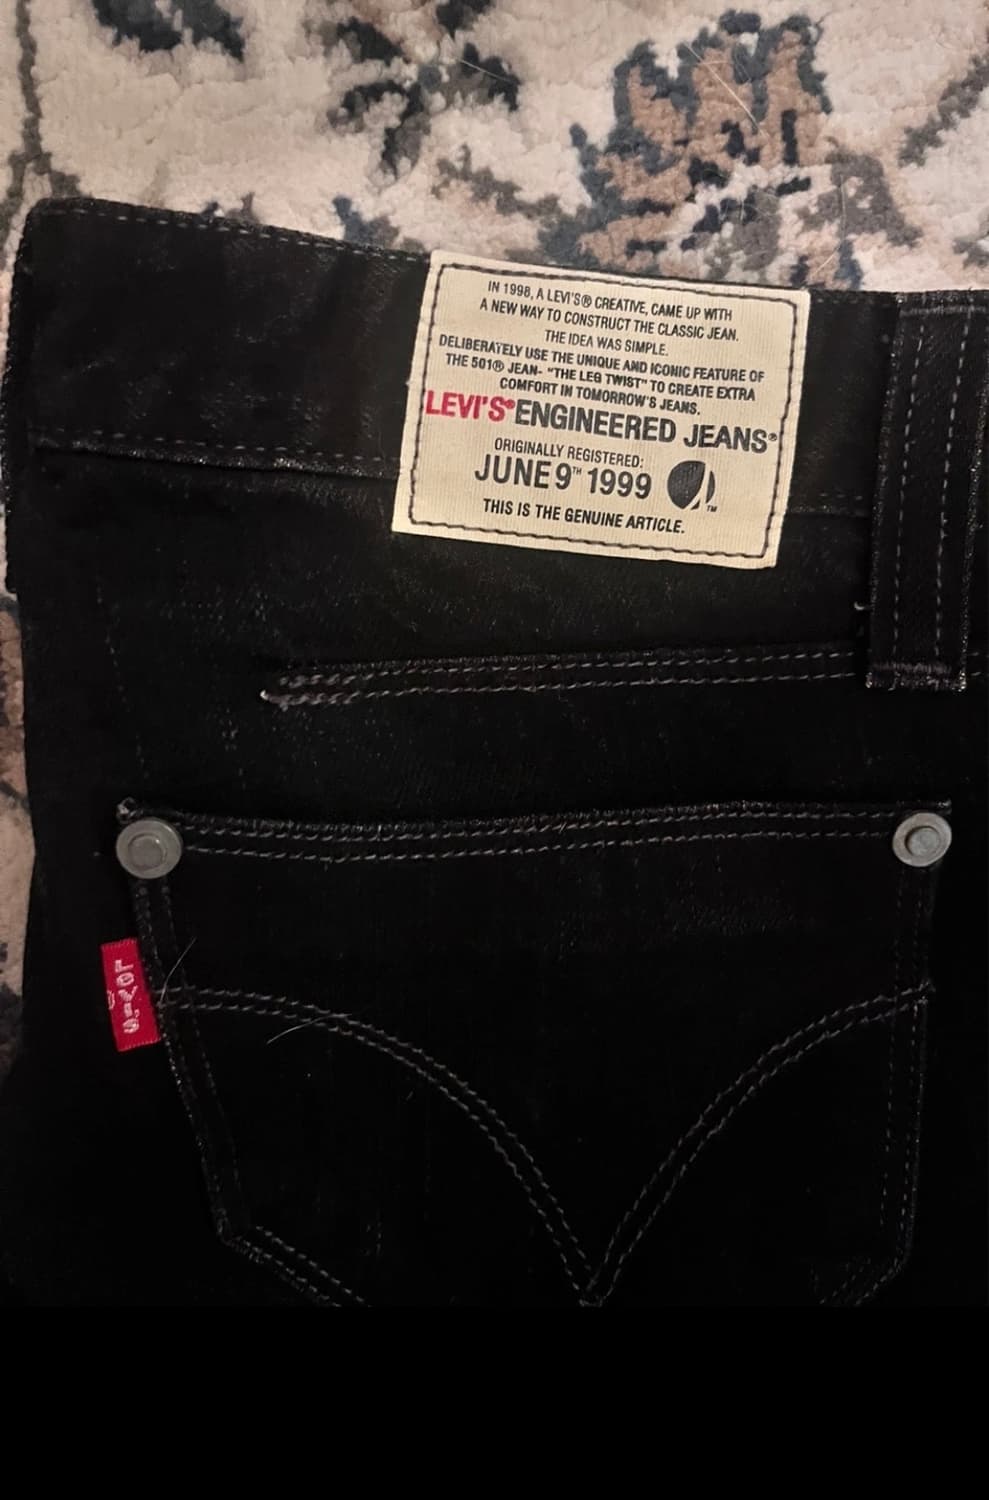 IN 1998, A LEVI'S® CREATIVE, CAME UP WITH
A NEW WAY TO CONSTRUCT THE CLASSIC JEAN.
THE IDEA WAS SIMPLE.
DELIBERATELY USE THE UNIQUE AND ICONIC FEATURE OF
THE 501® JEAN- "THE LEG TWIST" TO CREATE EXTRA
COMFORT IN TOMORROW'S JEANS.
LEVI'S® ENGINEERED JEANS®
ORIGINALLY REGISTERED:
JUNE 9TH 1999
TM
THIS IS THE GENUINE ARTICLE.
LEVI'S